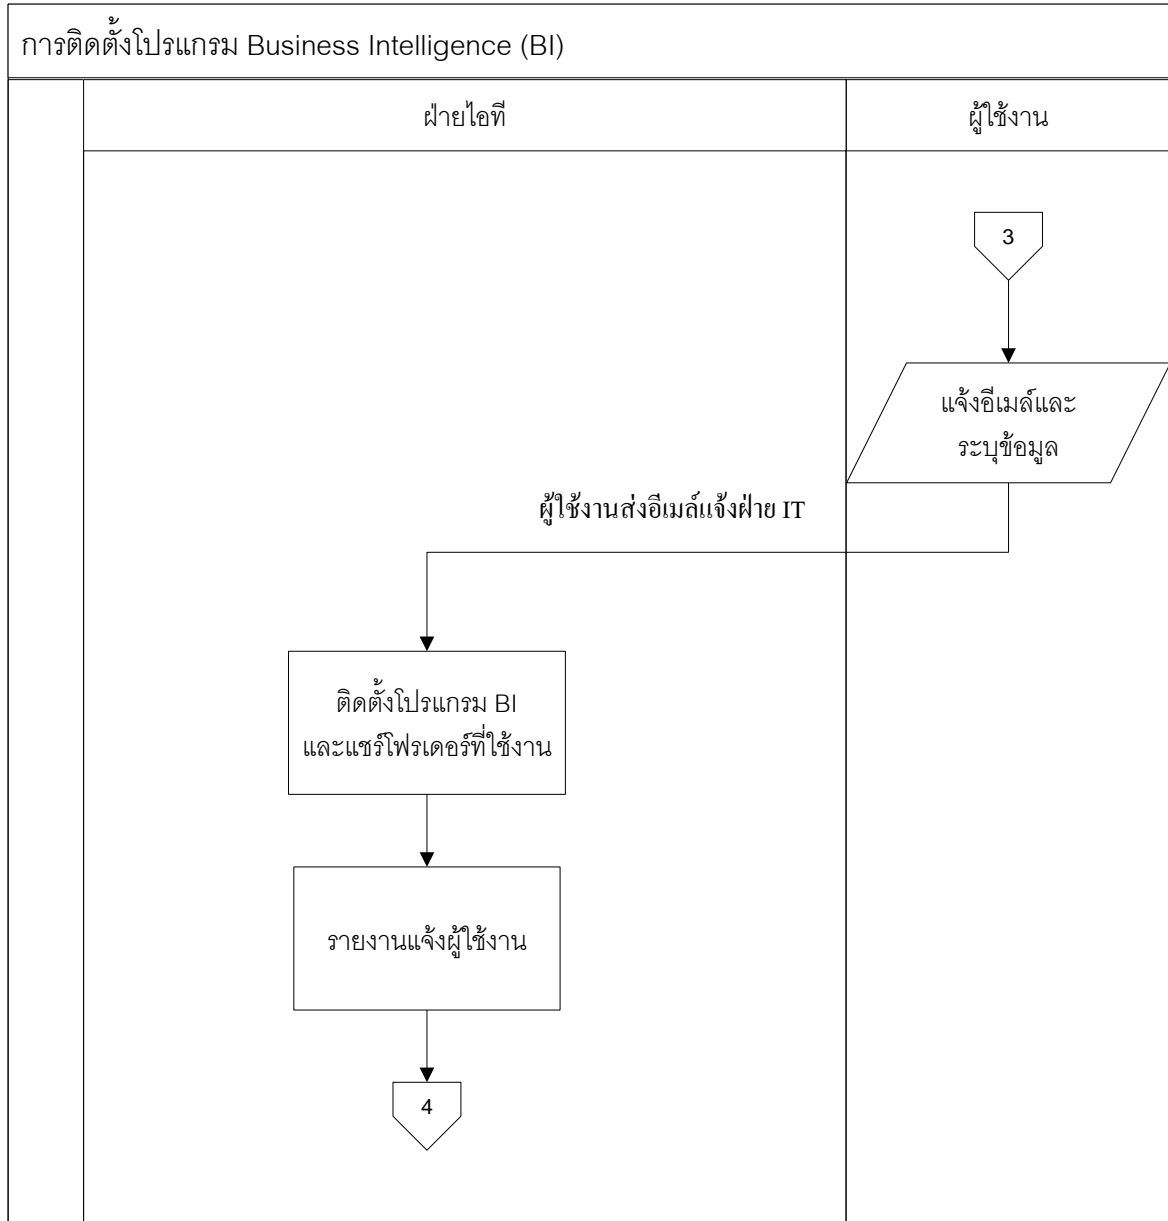 การติดตั้งโปรแกรม Business Intelligence (BI)
ฝ่ายไอที
ผู้ใช้งาน
3
แจ้งอีเมล์และ
ระบุข้อมูล
ผู้ใช้งานส่งอีเมล์แจ้งฝ่าย IT
ติดตั้งโปรแกรม BI
และแชร์โฟรเดอร์ที่ใช้งาน
รายงานแจ้งผู้ใช้งาน
4